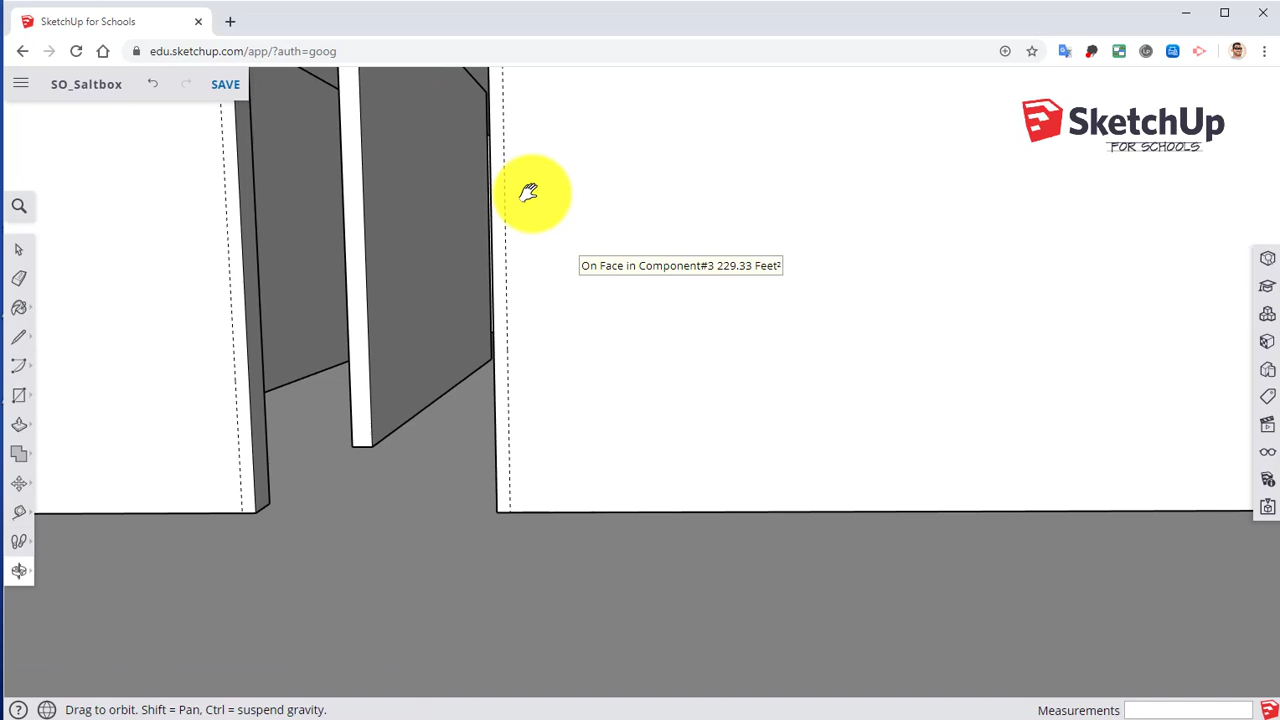 SketchUp for Schools
edu.sketchup.com/app/?auth=goog
SO_Saltbox
SAVE
SketchUp
FOR SCHOOLS
On Face in Component#3 229.33 Feet²
Drag to orbit. Shift = Pan, Ctrl = suspend gravity.
Measurements